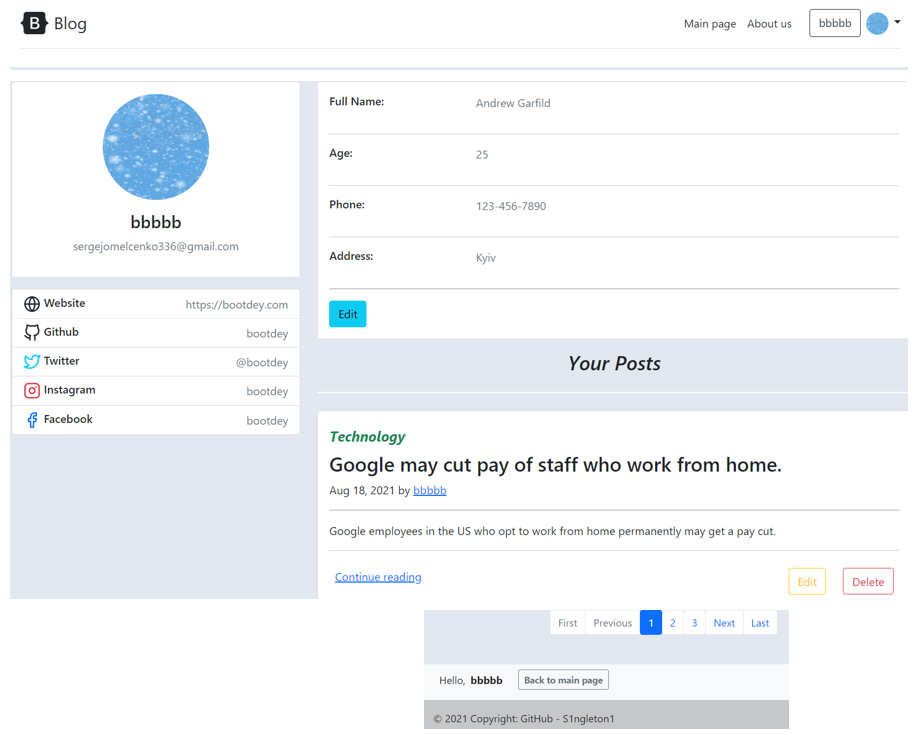 B Blog
Main page About us bbbbb
bbbbb
sergejomelcenko336@gmail.com
Website https://bootdey.com
Github bootdey
Twitter @bootdey
Instagram bootdey
Facebook bootdey
Full Name: Andrew Garfild
Age: 25
Phone: 123-456-7890
Address: Kyiv
Edit
Your Posts
Technology
Google may cut pay of staff who work from home.
Aug 18, 2021 by bbbbb
Google employees in the US who opt to work from home permanently may get a pay cut.
Continue reading Edit Delete
First Previous 1 2 3 Next Last
Hello, bbbbb Back to main page
© 2021 Copyright: GitHub - S1ngleton1